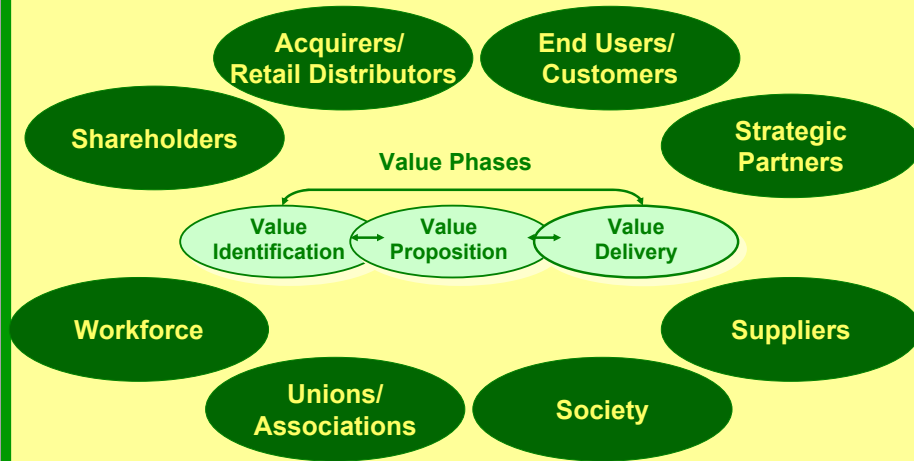 Acquirers/
Retail Distributors
End Users/
Customers
Shareholders
Strategic
Partners
Value Phases
Value
Identification
Value
Proposition
Value
Delivery
Workforce
Suppliers
Unions/
Associations
Society